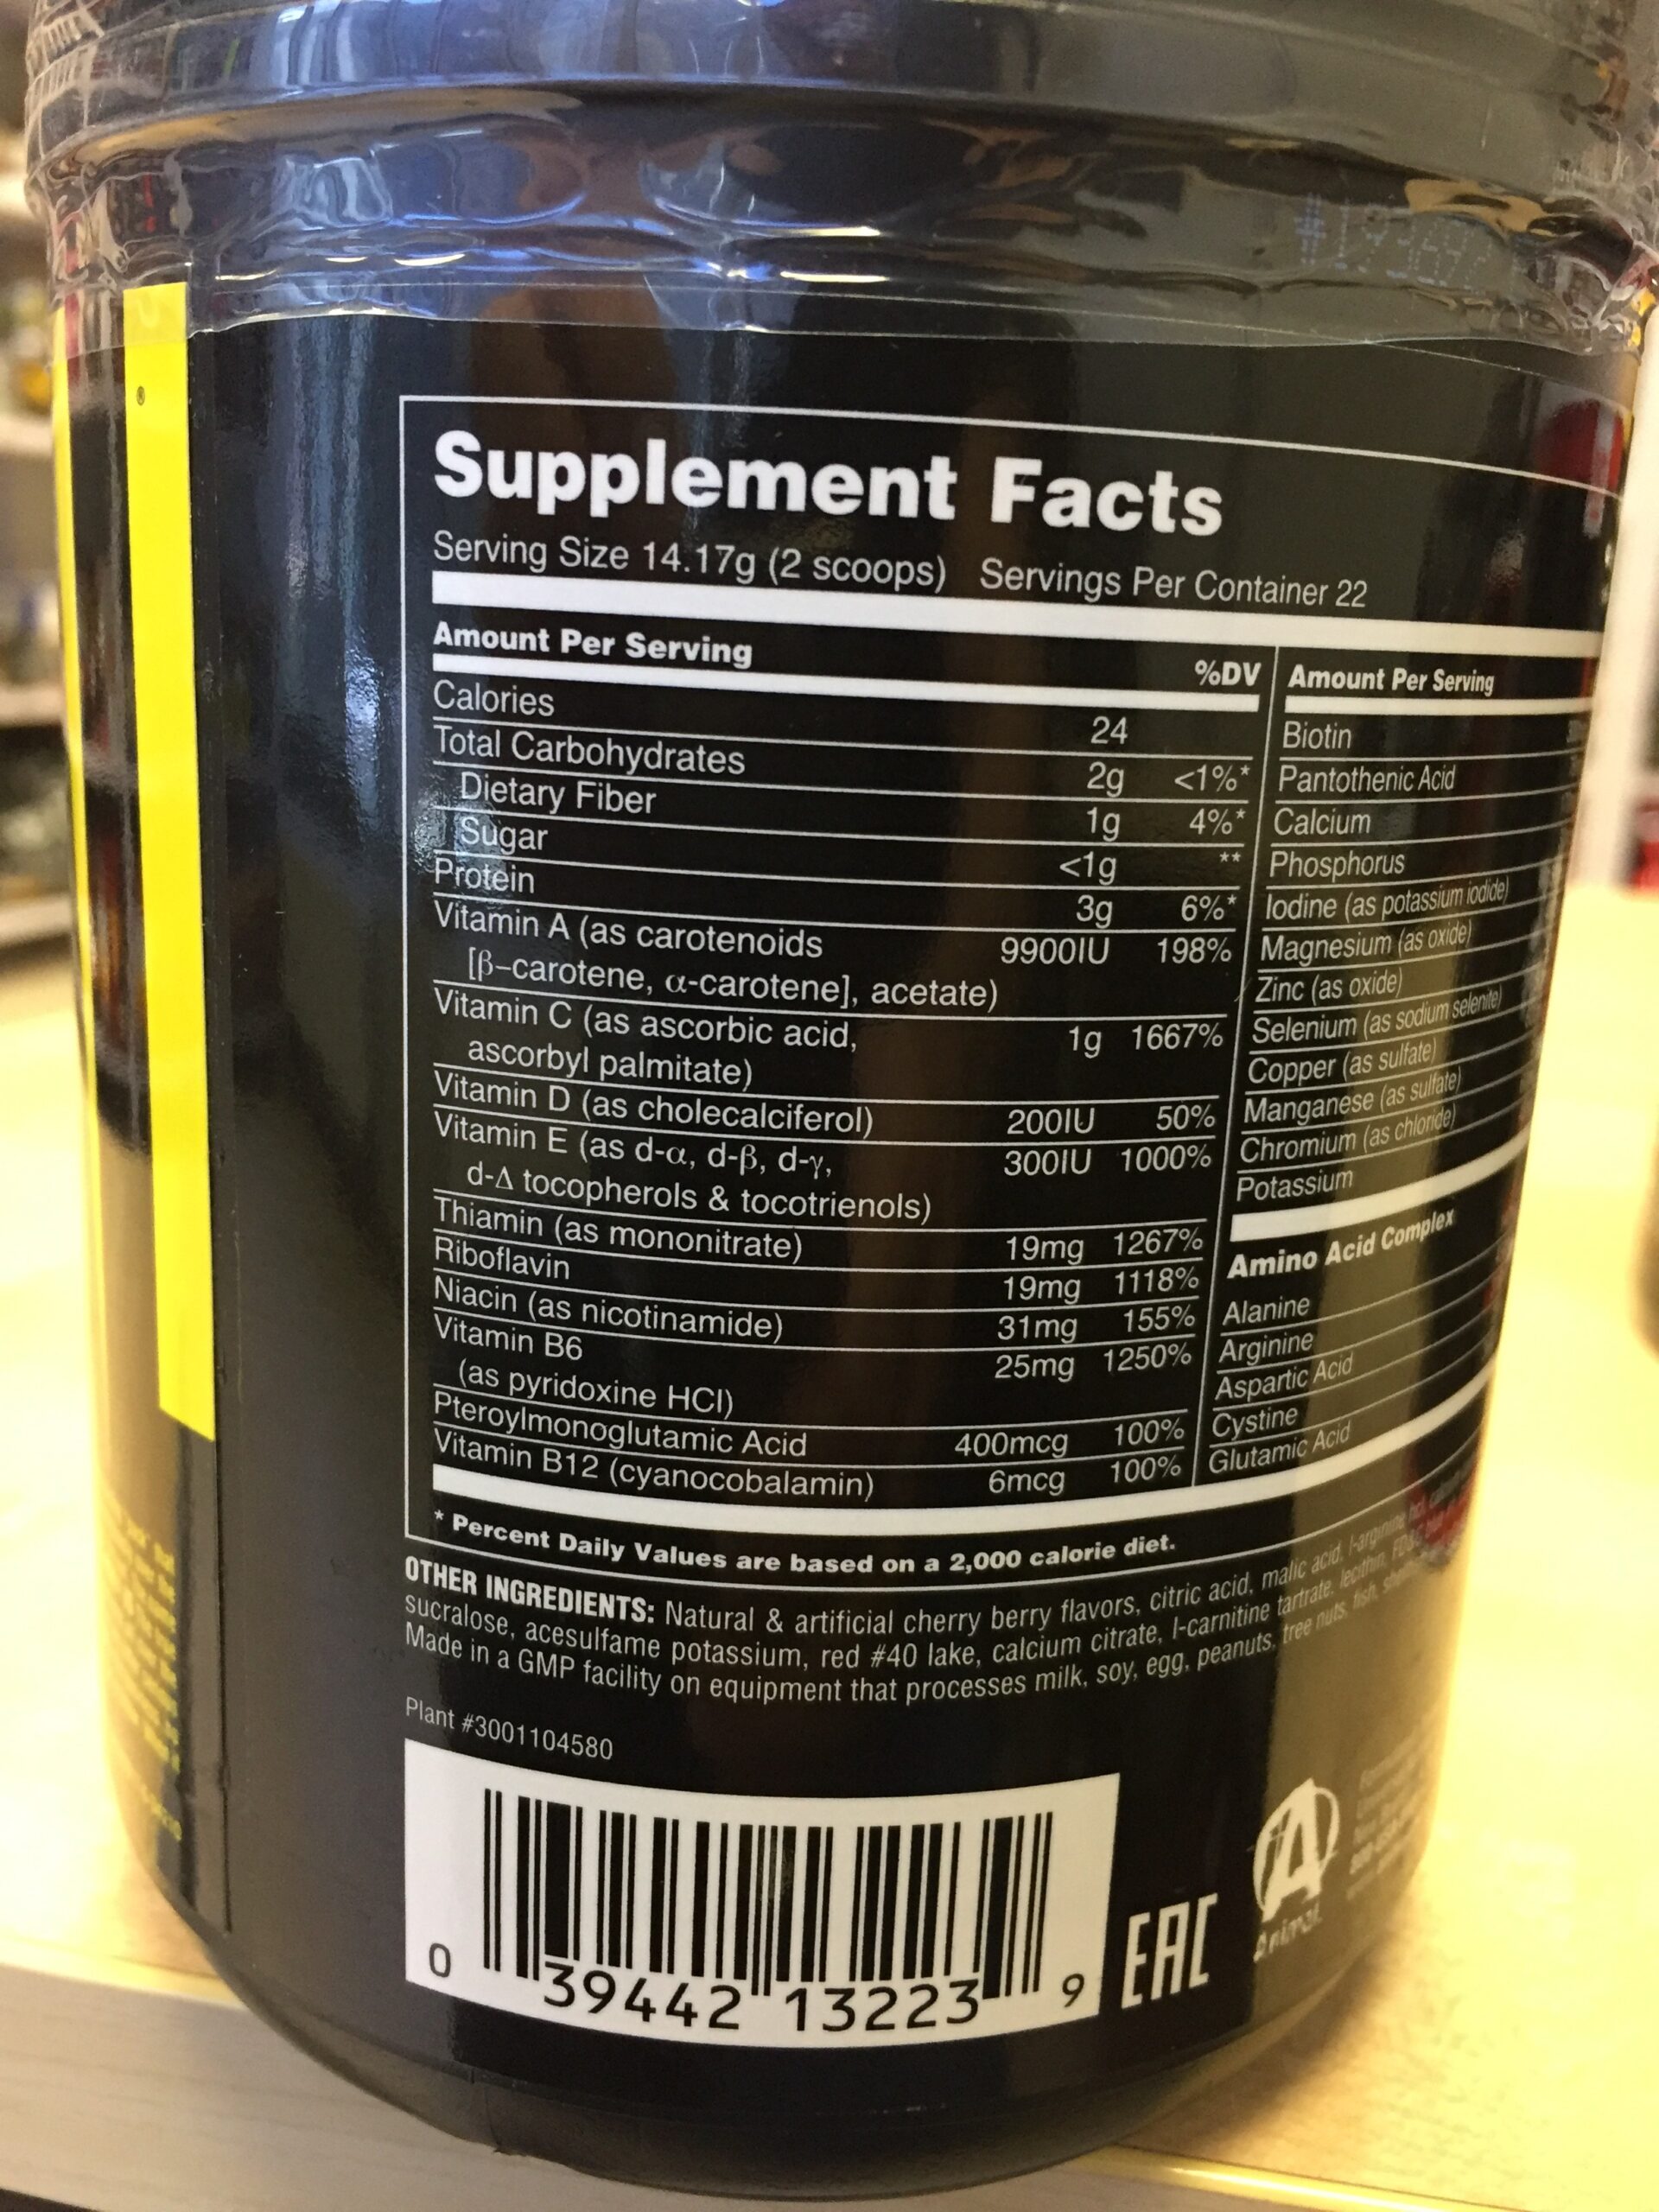 ®
Supplement Facts
Serving Size 14.17g (2 scoops) Servings Per Container 22
Amount Per Serving %DV
Calories 24
Total Carbohydrates 2g <1%*
Dietary Fiber 1g 4%*
Sugar <1g **
Protein 3g 6%*
Vitamin A (as carotenoids 9900IU 198%
[β–carotene, α-carotene], acetate)
Vitamin C (as ascorbic acid, 1g 1667%
ascorbyl palmitate)
Vitamin D (as cholecalciferol) 200IU 50%
Vitamin E (as d-α, d-β, d-γ, 300IU 1000%
d-Δ tocopherols & tocotrienols)
Thiamin (as mononitrate) 19mg 1267%
Riboflavin 19mg 1118%
Niacin (as nicotinamide) 31mg 155%
Vitamin B6 25mg 1250%
(as pyridoxine HCl)
Pteroylmonoglutamic Acid 400mcg 100%
Vitamin B12 (cyanocobalamin) 6mcg 100%
Amount Per Serving
Biotin
Pantothenic Acid
Calcium
Phosphorus
Iodine (as potassium iodide)
Magnesium (as oxide)
Zinc (as oxide)
Selenium (as sodium selenite)
Copper (as sulfate)
Manganese (as sulfate)
Chromium (as chloride)
Potassium
Amino Acid Complex
Alanine
Arginine
Aspartic Acid
Cystine
Glutamic Acid
* Percent Daily Values are based on a 2,000 calorie diet.
OTHER INGREDIENTS: Natural & artificial cherry berry flavors, citric acid, malic acid, l-arginine
sucralose, acesulfame potassium, red #40 lake, calcium citrate, l-carnitine tartrate, lecithin,
Made in a GMP facility on equipment that processes milk, soy, egg, peanuts, tree nuts, fish,
Plant #3001104580
0 39442 13223 9
EAC
A
Animal